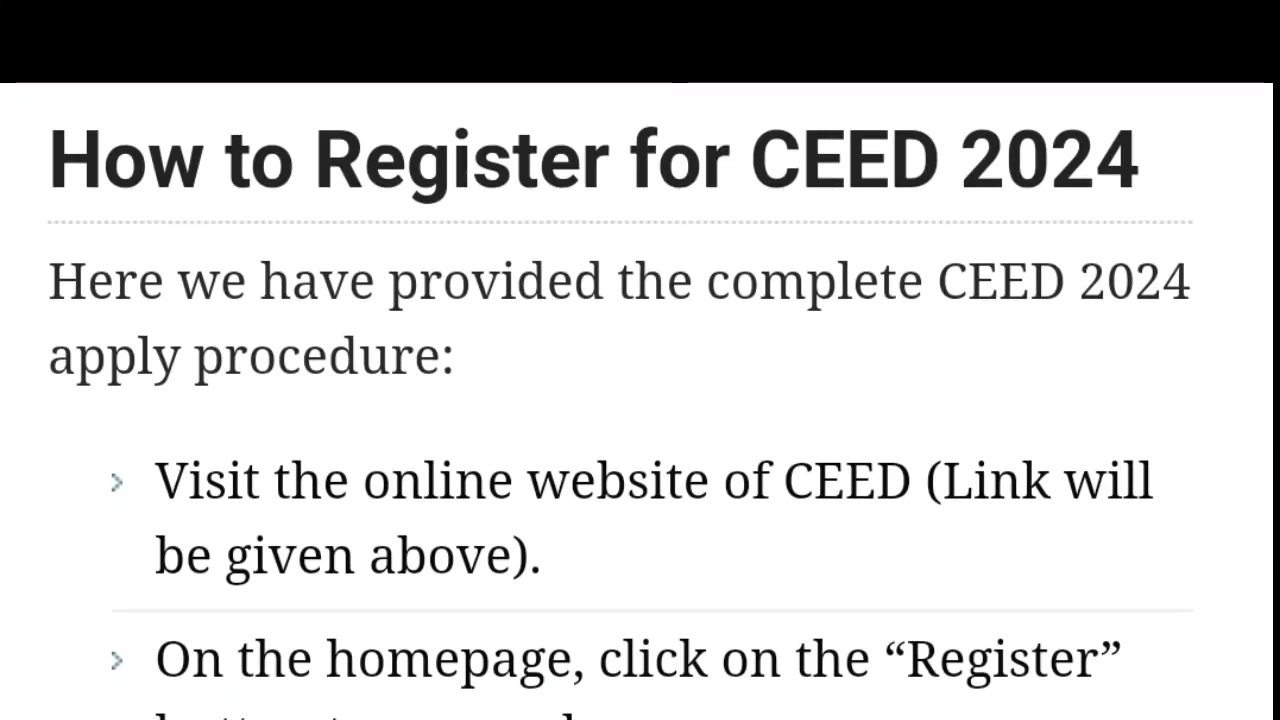 How to Register for CEED 2024
Here we have provided the complete CEED 2024
apply procedure:
Visit the online website of CEED (Link will
be given above).
On the homepage, click on the “Register”